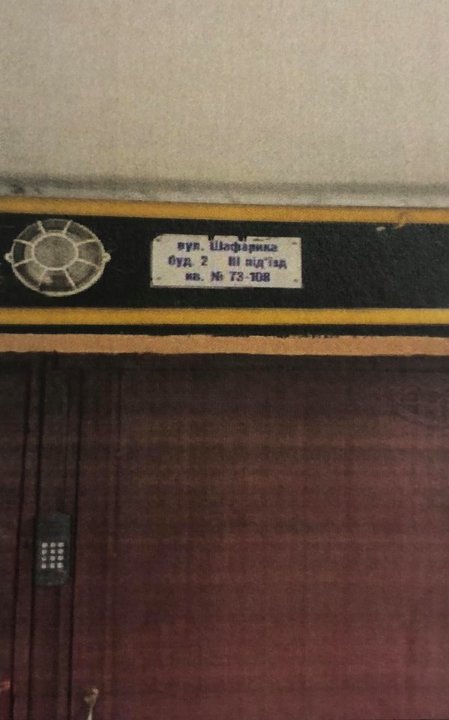 вул. Шафарика
буд. 2 III під'їзд
кв. № 73-108